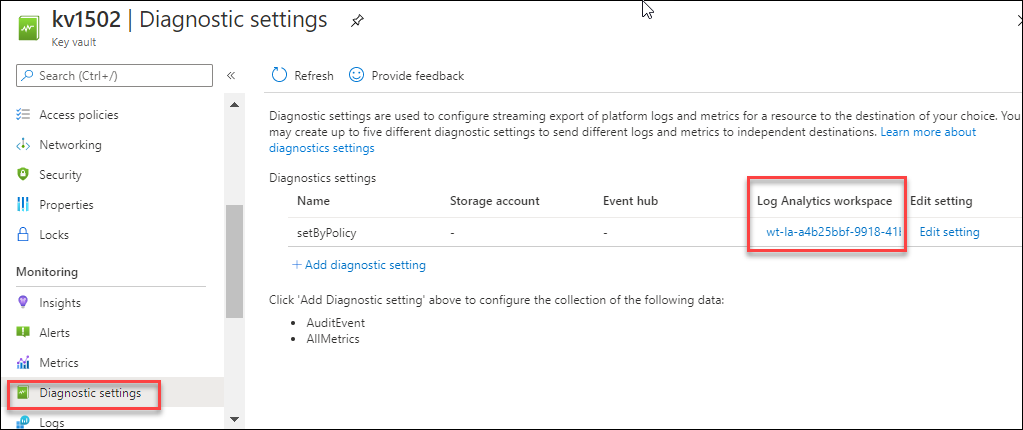 kv1502 | Diagnostic settings
Key vault
Search (Ctrl+/)
«
Refresh
Provide feedback
Access policies
Networking
Security
Properties
Locks
Monitoring
Insights
Alerts
Metrics
Diagnostic settings
Logs
Diagnostic settings are used to configure streaming export of platform logs and metrics for a resource to the destination of your choice. You
may create up to five different diagnostic settings to send different logs and metrics to independent destinations. Learn more about
diagnostics settings
Diagnostics settings
Name Storage account Event hub Log Analytics workspace Edit setting
setByPolicy - - wt-la-a4b25bbf-9918-41b Edit setting
+ Add diagnostic setting
Click 'Add Diagnostic setting' above to configure the collection of the following data:
• AuditEvent
• AllMetrics